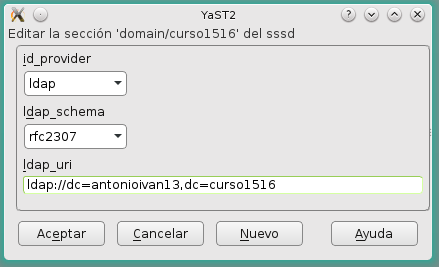 YaST2
Editar la sección 'domain/curso1516' del sssd
id_provider
ldap
ldap_schema
rfc2307
ldap_uri
ldap://dc=antonioivan13,dc=curso1516
Aceptar Cancelar Nuevo Ayuda